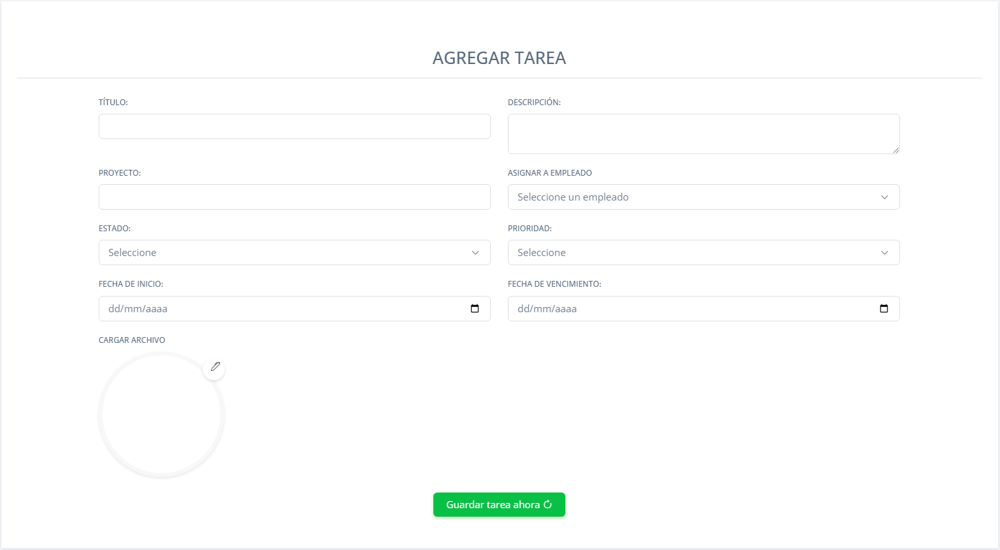 AGREGAR TAREA
TÍTULO:
DESCRIPCIÓN:
PROYECTO:
ASIGNAR A EMPLEADO
Seleccione un empleado
ESTADO:
PRIORIDAD:
Seleccione
Seleccione
FECHA DE INICIO:
FECHA DE VENCIMIENTO:
dd/mm/aaaa
dd/mm/aaaa
CARGAR ARCHIVO
Guardar tarea ahora